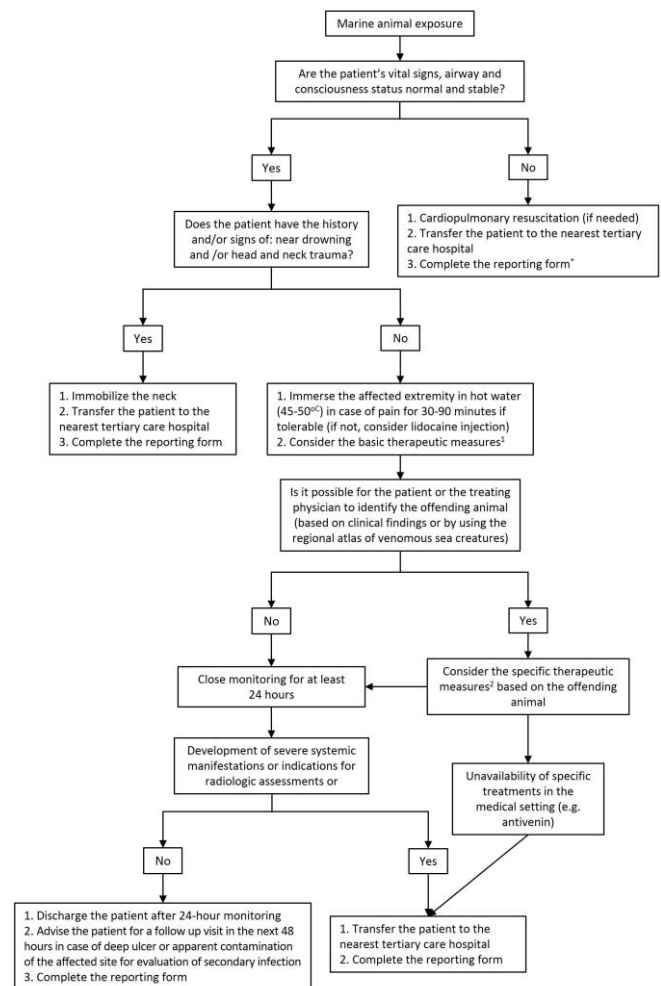 Marine animal exposure
Are the patient's vital signs, airway and
consciousness status normal and stable?
Yes
No
Does the patient have the history
and/or signs of: near drowning
and /or head and neck trauma?
1. Cardiopulmonary resuscitation (if needed)
2. Transfer the patient to the nearest tertiary
care hospital
3. Complete the reporting form*
Yes
No
1. Immobilize the neck
2. Transfer the patient to the
nearest tertiary care hospital
3. Complete the reporting form
1. Immerse the affected extremity in hot water
(45-50ºC) in case of pain for 30-90 minutes if
tolerable (if not, consider lidocaine injection)
2. Consider the basic therapeutic measures¹
Is it possible for the patient or the treating
physician to identify the offending animal
(based on clinical findings or by using the
regional atlas of venomous sea creatures)
No
Yes
Close monitoring for at least
24 hours
Consider the specific therapeutic
measures² based on the offending
animal
Development of severe systemic
manifestations or indications for
radiologic assessments or
Unavailability of specific
treatments in the
medical setting (e.g.
antivenin)
No
Yes
1. Discharge the patient after 24-hour monitoring
2. Advise the patient for a follow up visit in the next 48
hours in case of deep ulcer or apparent contamination
of the affected site for evaluation of secondary infection
3. Complete the reporting form
1. Transfer the patient to the
nearest tertiary care hospital
2. Complete the reporting form